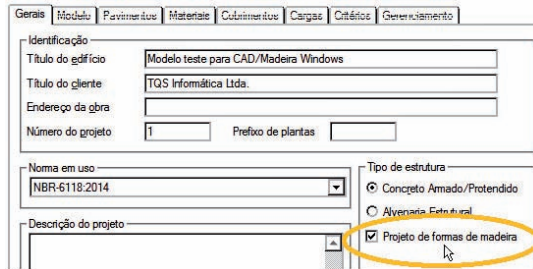 Gerais Modelo Pavimentos Materiais Cobrimentos Cargas Critérios Gerenciamento
Identificação
Título do edifício Modelo teste para CAD/Madeira Windows
Título do cliente TQS Informática Ltda.
Endereço da obra
Número do projeto 1 Prefixo de plantas
Norma em uso
NBR-6118:2014
Tipo de estrutura
Concreto Armado/Protendido
Alvenaria Estrutural
Projeto de formas de madeira
Descrição do projeto